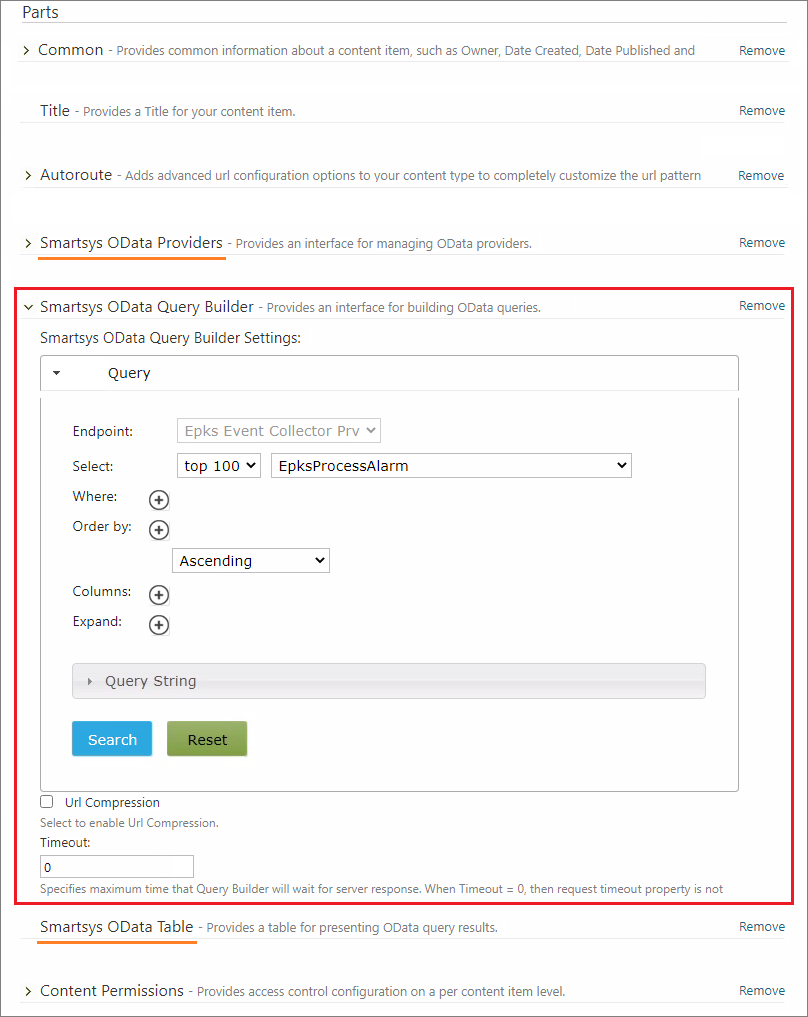 Parts
Common - Provides common information about a content item, such as Owner, Date Created, Date Published and Remove
Title - Provides a Title for your content item. Remove
Autoroute - Adds advanced url configuration options to your content type to completely customize the url pattern Remove
Smartsys OData Providers - Provides an interface for managing OData providers. Remove
Smartsys OData Query Builder - Provides an interface for building OData queries. Remove
Smartsys OData Query Builder Settings:
Query
Endpoint: Epks Event Collector Prv
Select: top 100 EpksProcessAlarm
Where:
Order by:
Ascending
Columns:
Expand:
Query String
Search Reset
Url Compression
Select to enable Url Compression.
Timeout:
0
Specifies maximum time that Query Builder will wait for server response. When Timeout = 0, then request timeout property is not
Smartsys OData Table - Provides a table for presenting OData query results. Remove
Content Permissions - Provides access control configuration on a per content item level. Remove